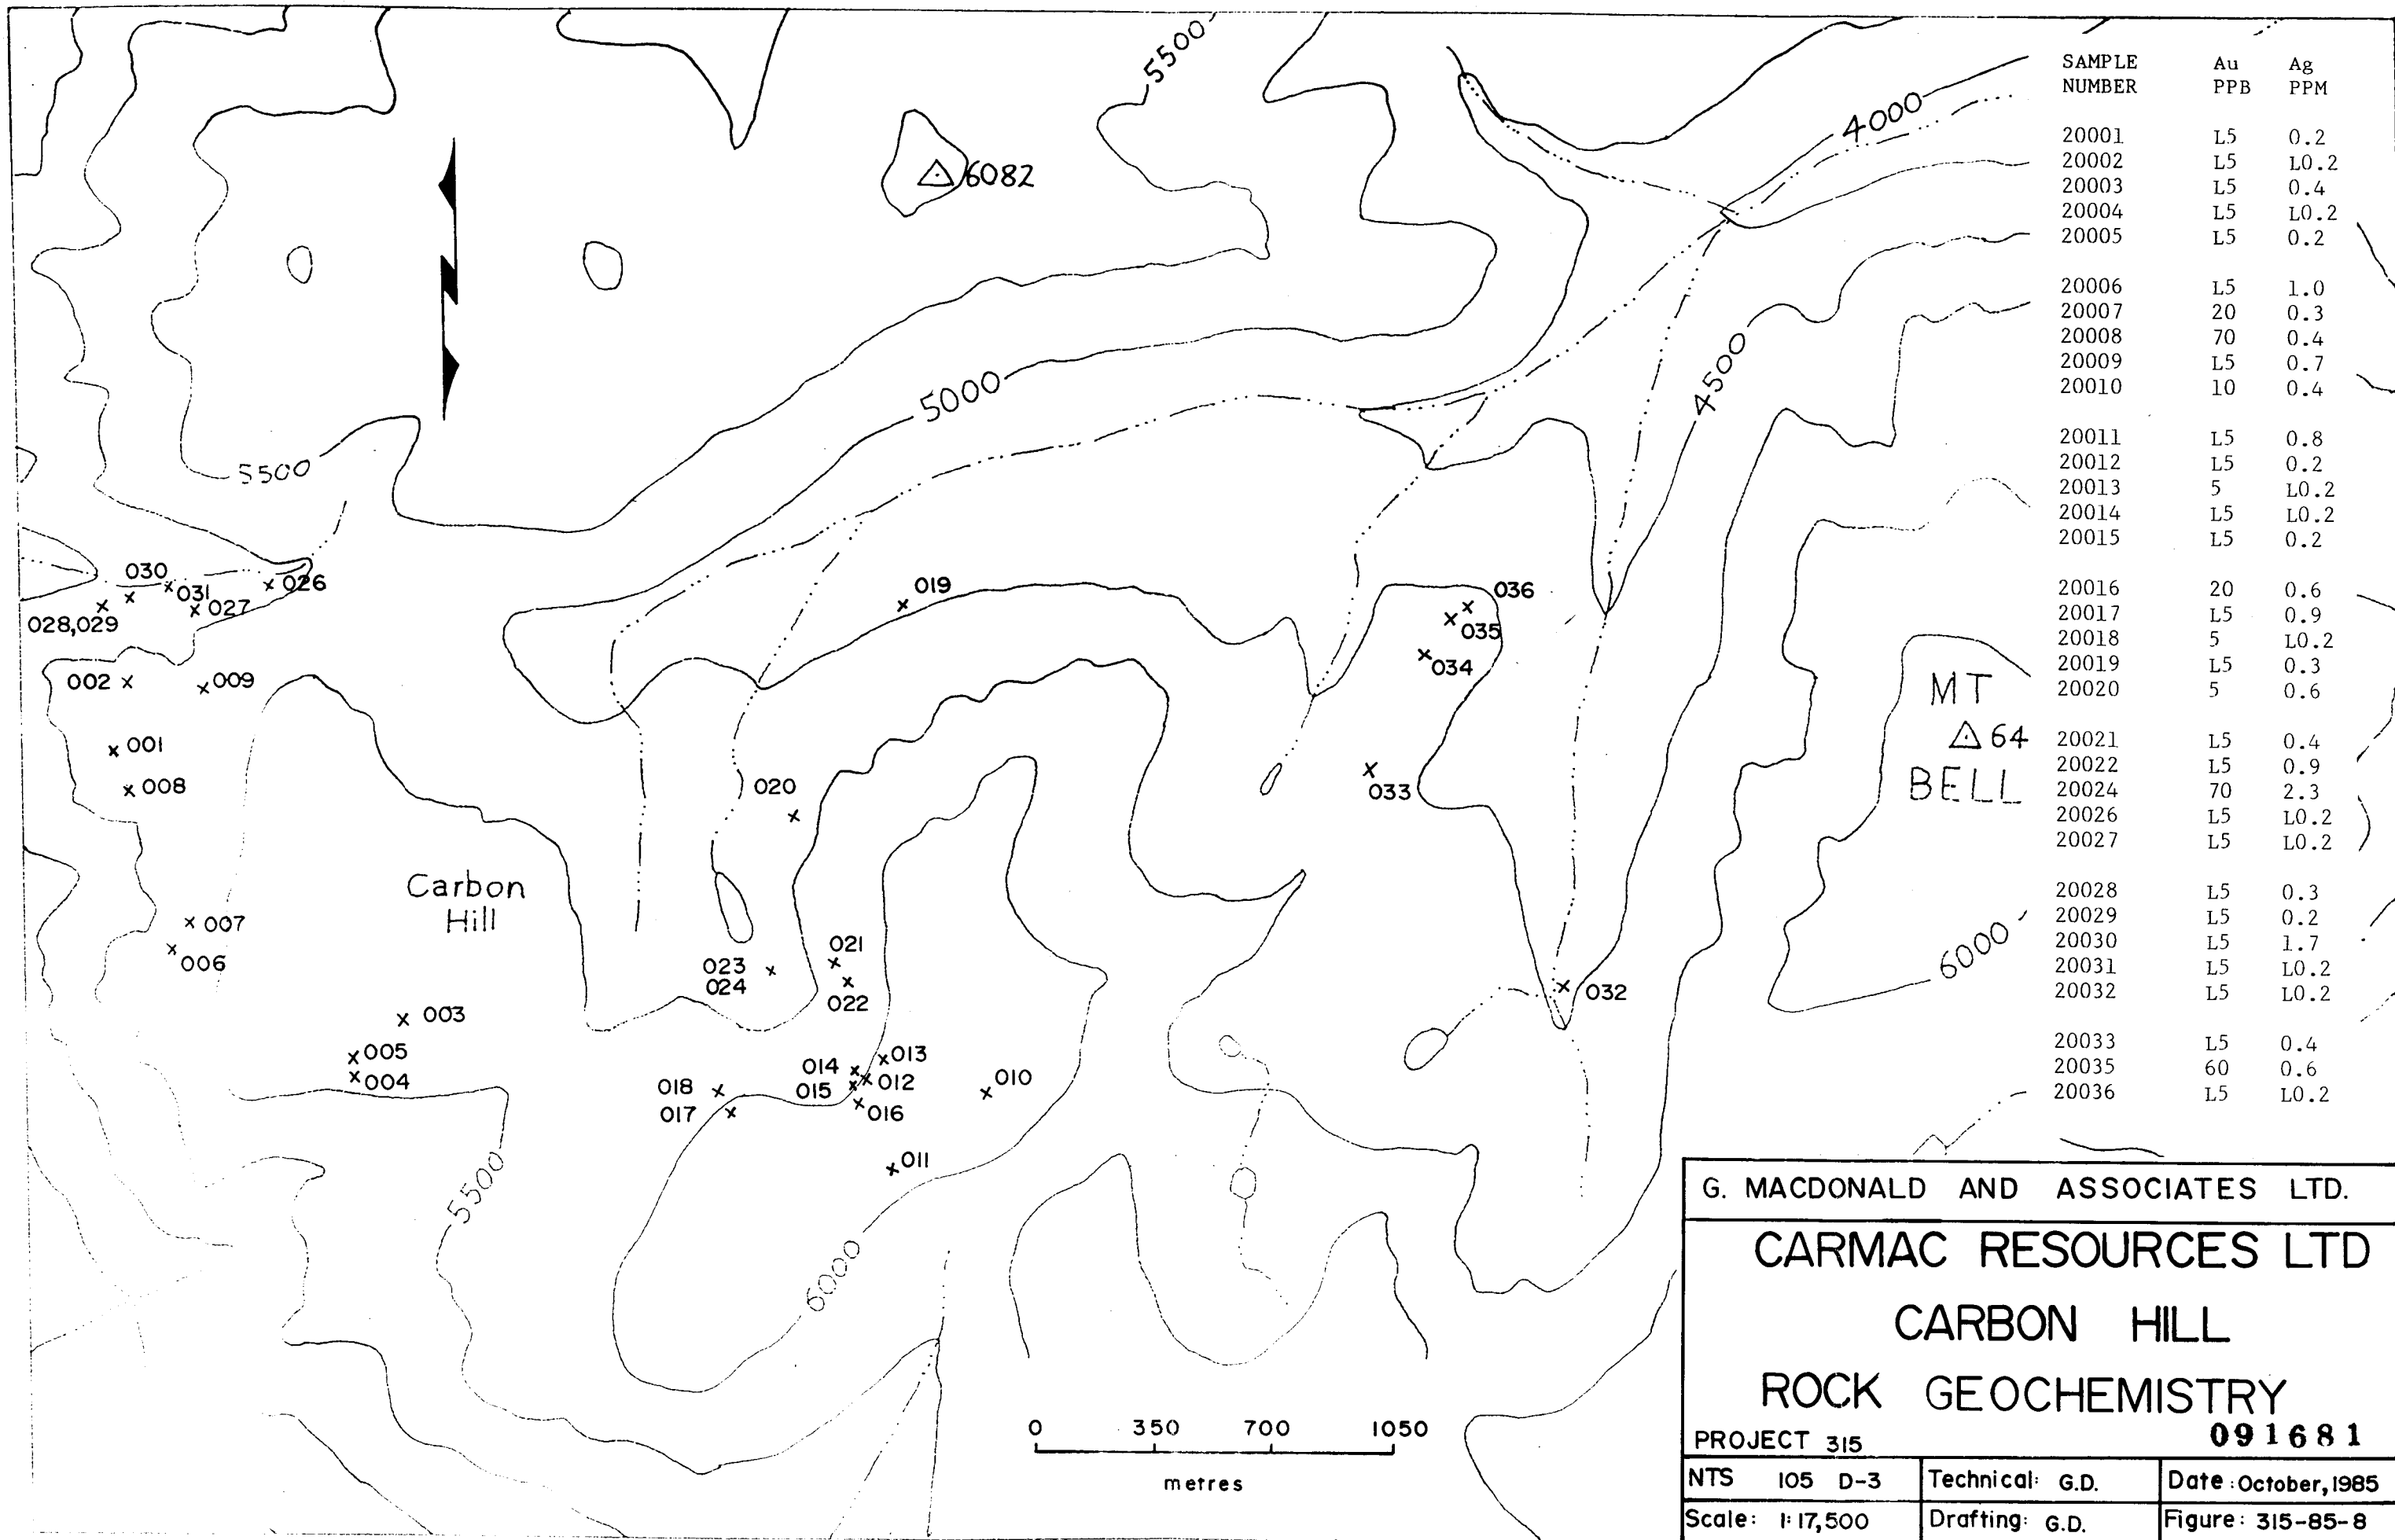 5500
4000
6082
5000
4500
5500
030
031
026
027
028,029
019
036
035
034
002
009
001
008
020
033
MT
64
BELL
Carbon
Hill
007
006
021
023
024
022
6000
032
003
005
004
013
014
012
015
018
017
016
010
011
5500
6000
0 350 700 1050
metres
SAMPLE Au Ag
NUMBER PPB PPM
20001 L5 0.2
20002 L5 L0.2
20003 L5 0.4
20004 L5 L0.2
20005 L5 0.2
20006 L5 1.0
20007 20 0.3
20008 70 0.4
20009 L5 0.7
20010 10 0.4
20011 L5 0.8
20012 L5 0.2
20013 5 L0.2
20014 L5 L0.2
20015 L5 0.2
20016 20 0.6
20017 L5 0.9
20018 5 L0.2
20019 L5 0.3
20020 5 0.6
20021 L5 0.4
20022 L5 0.9
20024 70 2.3
20026 L5 L0.2
20027 L5 L0.2
20028 L5 0.3
20029 L5 0.2
20030 L5 1.7
20031 L5 L0.2
20032 L5 L0.2
20033 L5 0.4
20035 60 0.6
20036 L5 L0.2
G. MACDONALD AND ASSOCIATES LTD.
CARMAC RESOURCES LTD
CARBON HILL
ROCK GEOCHEMISTRY
PROJECT 315 091681
NTS 105 D-3 Technical: G.D. Date: October, 1985
Scale: 1:17,500 Drafting: G.D. Figure: 315-85-8